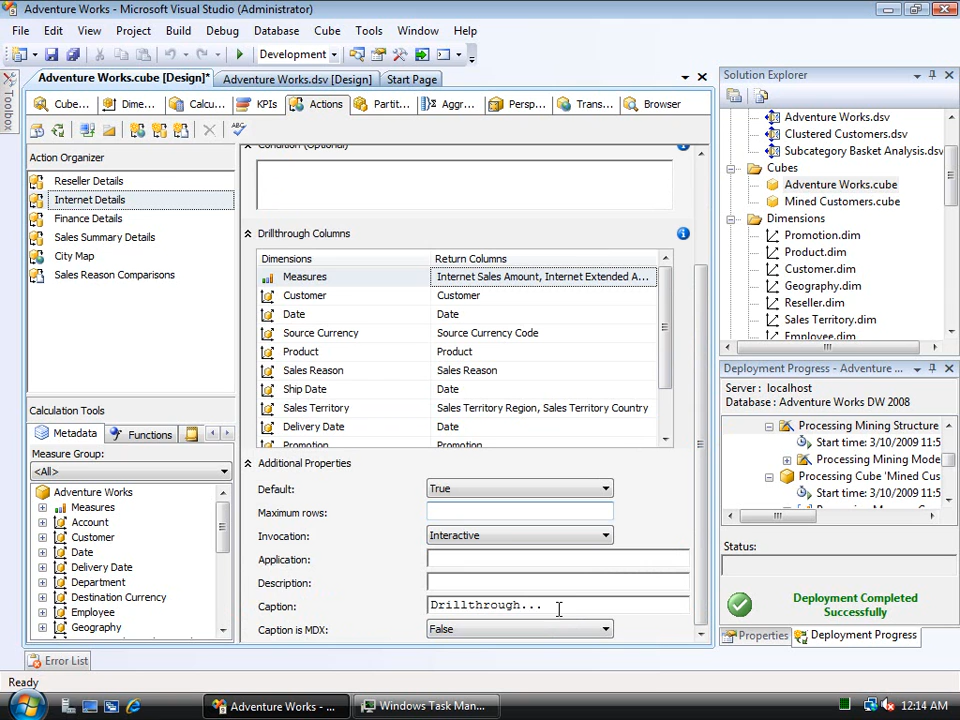 Adventure Works - Microsoft Visual Studio (Administrator)
File Edit View Project Build Debug Database Cube Tools Window Help
Development
Adventure Works.cube [Design]* Adventure Works.dsv [Design] Start Page
Cube... Dime... Calcu... KPIs Actions Partit... Aggr... Persp... Trans... Browser
Toolbox
Action Organizer
Reseller Details
Internet Details
Finance Details
Sales Summary Details
City Map
Sales Reason Comparisons
Calculation Tools
Metadata Functions
Measure Group:
<All>
Adventure Works
Measures
Account
Customer
Date
Delivery Date
Department
Destination Currency
Employee
Geography
Condition (Optional)
Drillthrough Columns
Dimensions Return Columns
Measures Internet Sales Amount, Internet Extended A...
Customer Customer
Date Date
Source Currency Source Currency Code
Product Product
Sales Reason Sales Reason
Ship Date Date
Sales Territory Sales Territory Region, Sales Territory Country
Delivery Date Date
Promotion Promotion
Additional Properties
Default: True
Maximum rows:
Invocation: Interactive
Application:
Description:
Caption: Drillthrough...
Caption is MDX: False
Solution Explorer
Adventure Works.dsv
Clustered Customers.dsv
Subcategory Basket Analysis.dsv
Cubes
Adventure Works.cube
Mined Customers.cube
Dimensions
Promotion.dim
Product.dim
Customer.dim
Geography.dim
Reseller.dim
Sales Territory.dim
Employee.dim
Deployment Progress - Adventure ...
Server : localhost
Database : Adventure Works DW 2008
Processing Mining Structure
Start time: 3/10/2009 11:5
Processing Mining Mode
Processing Cube 'Mined Cus
Start time: 3/10/2009 11:5
Status:
Deployment Completed
Successfully
Properties Deployment Progress
Error List
Ready
Adventure Works - ... Windows Task Man... 12:14 AM